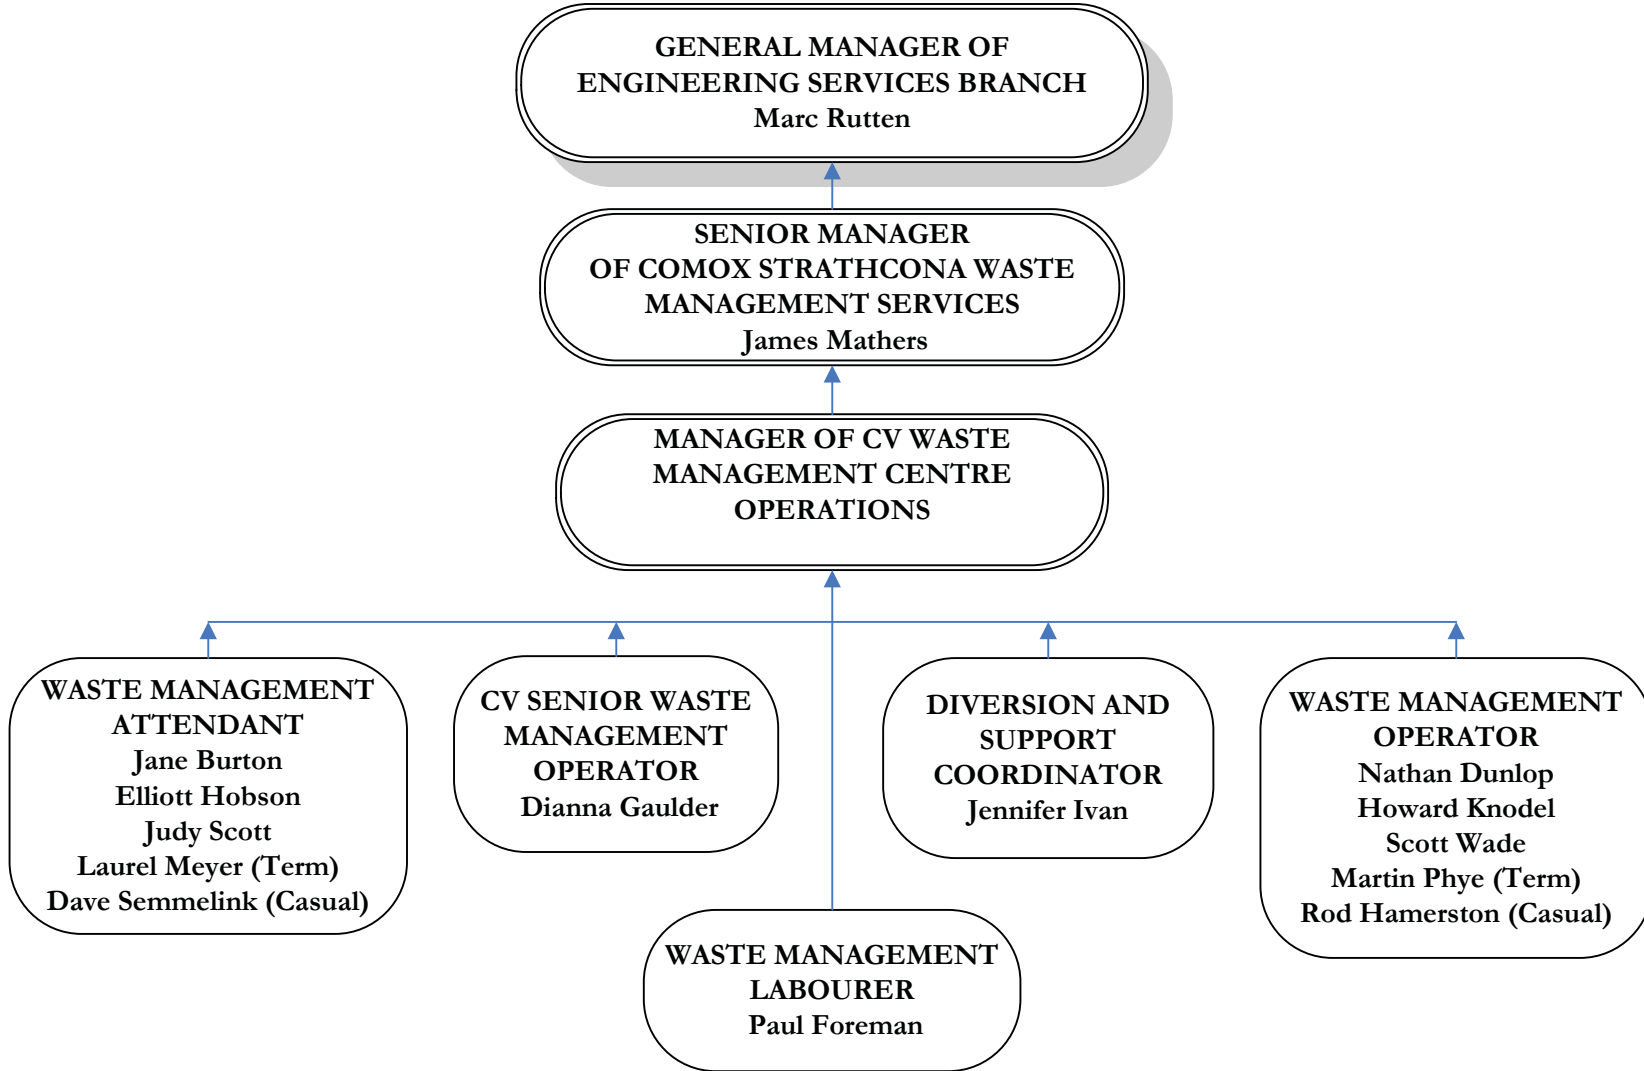 GENERAL MANAGER OF
ENGINEERING SERVICES BRANCH
Marc Rutten
SENIOR MANAGER
OF COMOX STRATHCONA WASTE
MANAGEMENT SERVICES
James Mathers
MANAGER OF CV WASTE
MANAGEMENT CENTRE
OPERATIONS
WASTE MANAGEMENT
ATTENDANT
Jane Burton
Elliott Hobson
Judy Scott
Laurel Meyer (Term)
Dave Semmelink (Casual)
CV SENIOR WASTE
MANAGEMENT
OPERATOR
Dianna Gaulder
DIVERSION AND
SUPPORT
COORDINATOR
Jennifer Ivan
WASTE MANAGEMENT
OPERATOR
Nathan Dunlop
Howard Knodel
Scott Wade
Martin Phye (Term)
Rod Hamerston (Casual)
WASTE MANAGEMENT
LABOURER
Paul Foreman